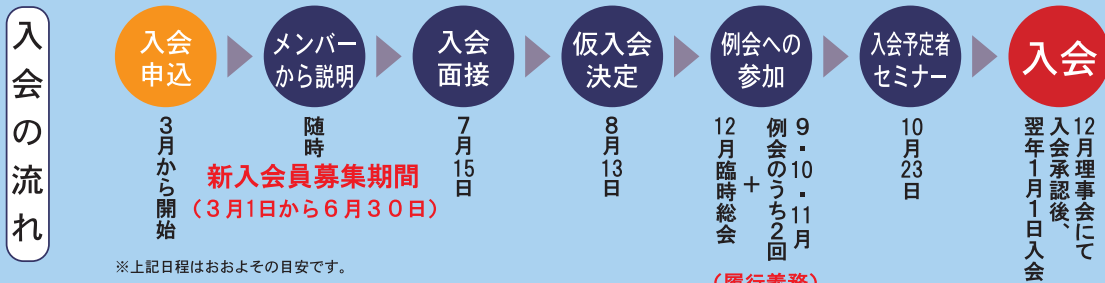 入会の流れ
入会
申込
メンバー
から説明
入会
面接
仮入会
決定
例会への
参加
入会予定者
セミナー
入会
3月から開始
随時
7月15日
8月13日
9・10・11月
例会のうち2回
+
12月臨時総会
10月23日
12月理事会にて
入会承認後、
翌年1月1日入会
新入会員募集期間
(3月1日から6月30日)
(履行義務)
※上記日程はおおよその目安です。